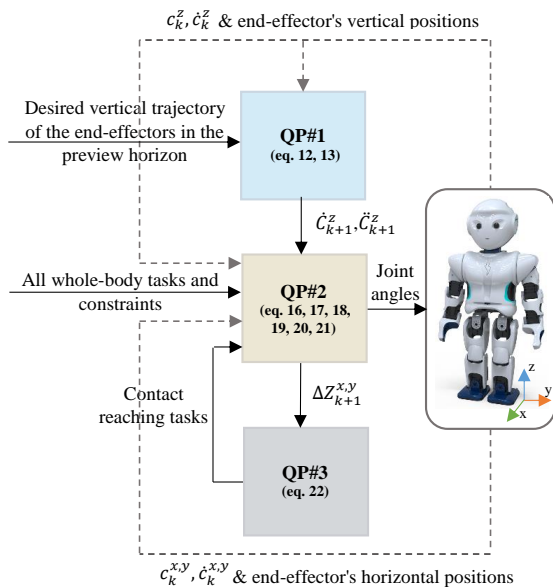 c_k^z, ċ_k^z & end-effector's vertical positions
Desired vertical trajectory
of the end-effectors in the
preview horizon
QP#1
(eq. 12, 13)
Ċ_{k+1}^z, C̈_{k+1}^z
All whole-body tasks and
constraints
QP#2
(eq. 16, 17, 18,
19, 20, 21)
Joint
angles
z
y
x
Contact
reaching tasks
ΔZ_{k+1}^{x,y}
QP#3
(eq. 22)
c_k^{x,y}, ċ_k^{x,y} & end-effector's horizontal positions